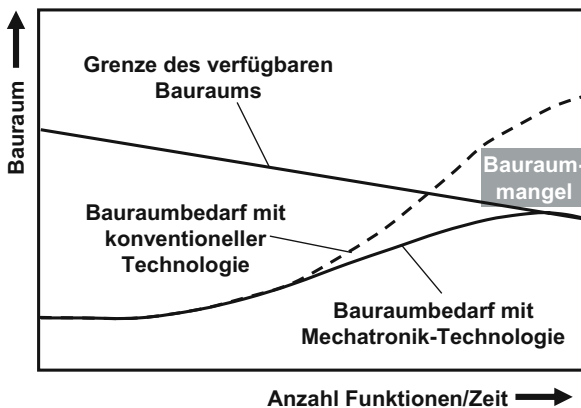 Bauraum
Grenze des verfügbaren
Bauraums
Bauraum-
mangel
Bauraumbedarf mit
konventioneller
Technologie
Bauraumbedarf mit
Mechatronik-Technologie
Anzahl Funktionen/Zeit